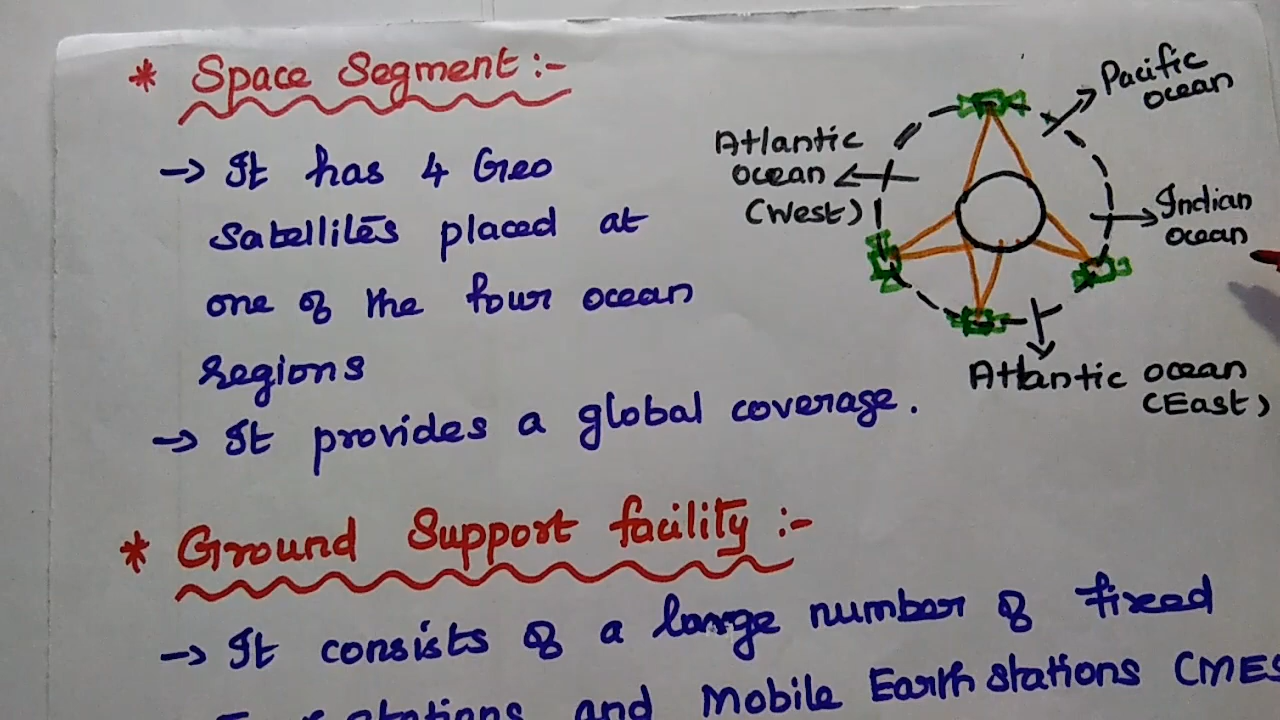 * Space Segment :-
→ It has 4 Geo
Satellites placed at
one of the four ocean
regions
→ It provides a global coverage.
Pacific
ocean
Atlantic
ocean
(West)
Indian
ocean
Atlantic ocean
(East)
* Ground Support facility :-
→ It consists of a large number of fixed
stations and Mobile Earth stations (MES